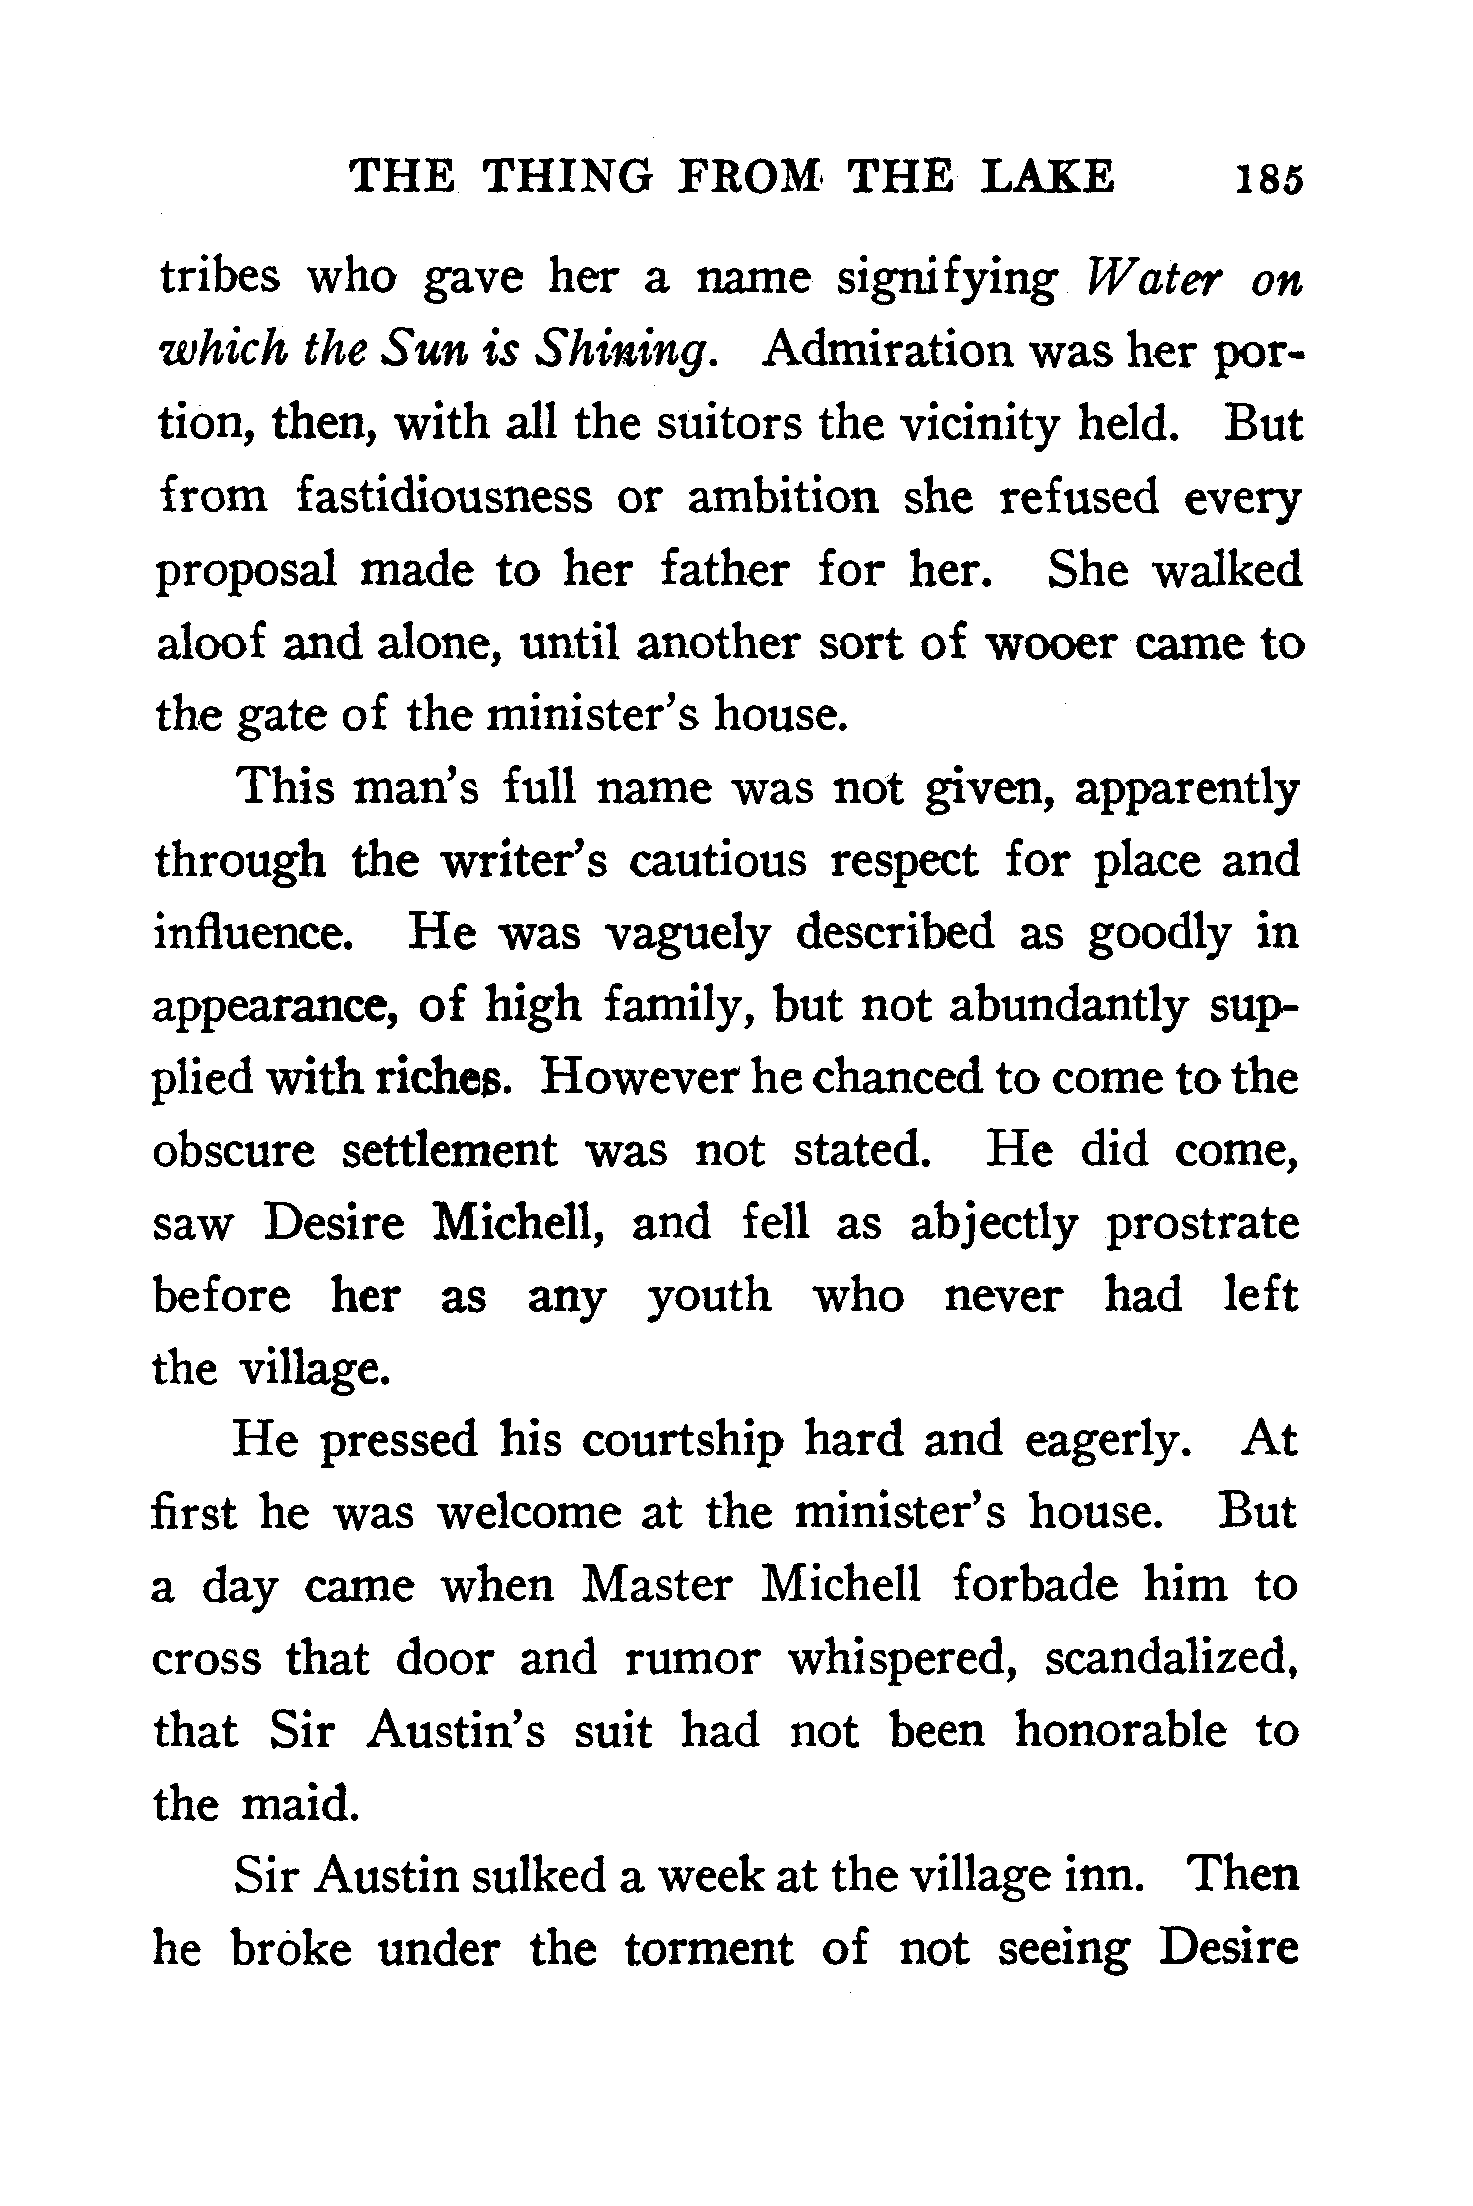 THE THING FROM THE LAKE 185
tribes who gave her a name signifying Water on
which the Sun is Shining. Admiration was her por-
tion, then, with all the suitors the vicinity held. But
from fastidiousness or ambition she refused every
proposal made to her father for her. She walked
aloof and alone, until another sort of wooer came to
the gate of the minister's house.
This man's full name was not given, apparently
through the writer's cautious respect for place and
influence. He was vaguely described as goodly in
appearance, of high family, but not abundantly sup-
plied with riches. However he chanced to come to the
obscure settlement was not stated. He did come,
saw Desire Michell, and fell as abjectly prostrate
before her as any youth who never had left
the village.
He pressed his courtship hard and eagerly. At
first he was welcome at the minister's house. But
a day came when Master Michell forbade him to
cross that door and rumor whispered, scandalized,
that Sir Austin's suit had not been honorable to
the maid.
Sir Austin sulked a week at the village inn. Then
he broke under the torment of not seeing Desire